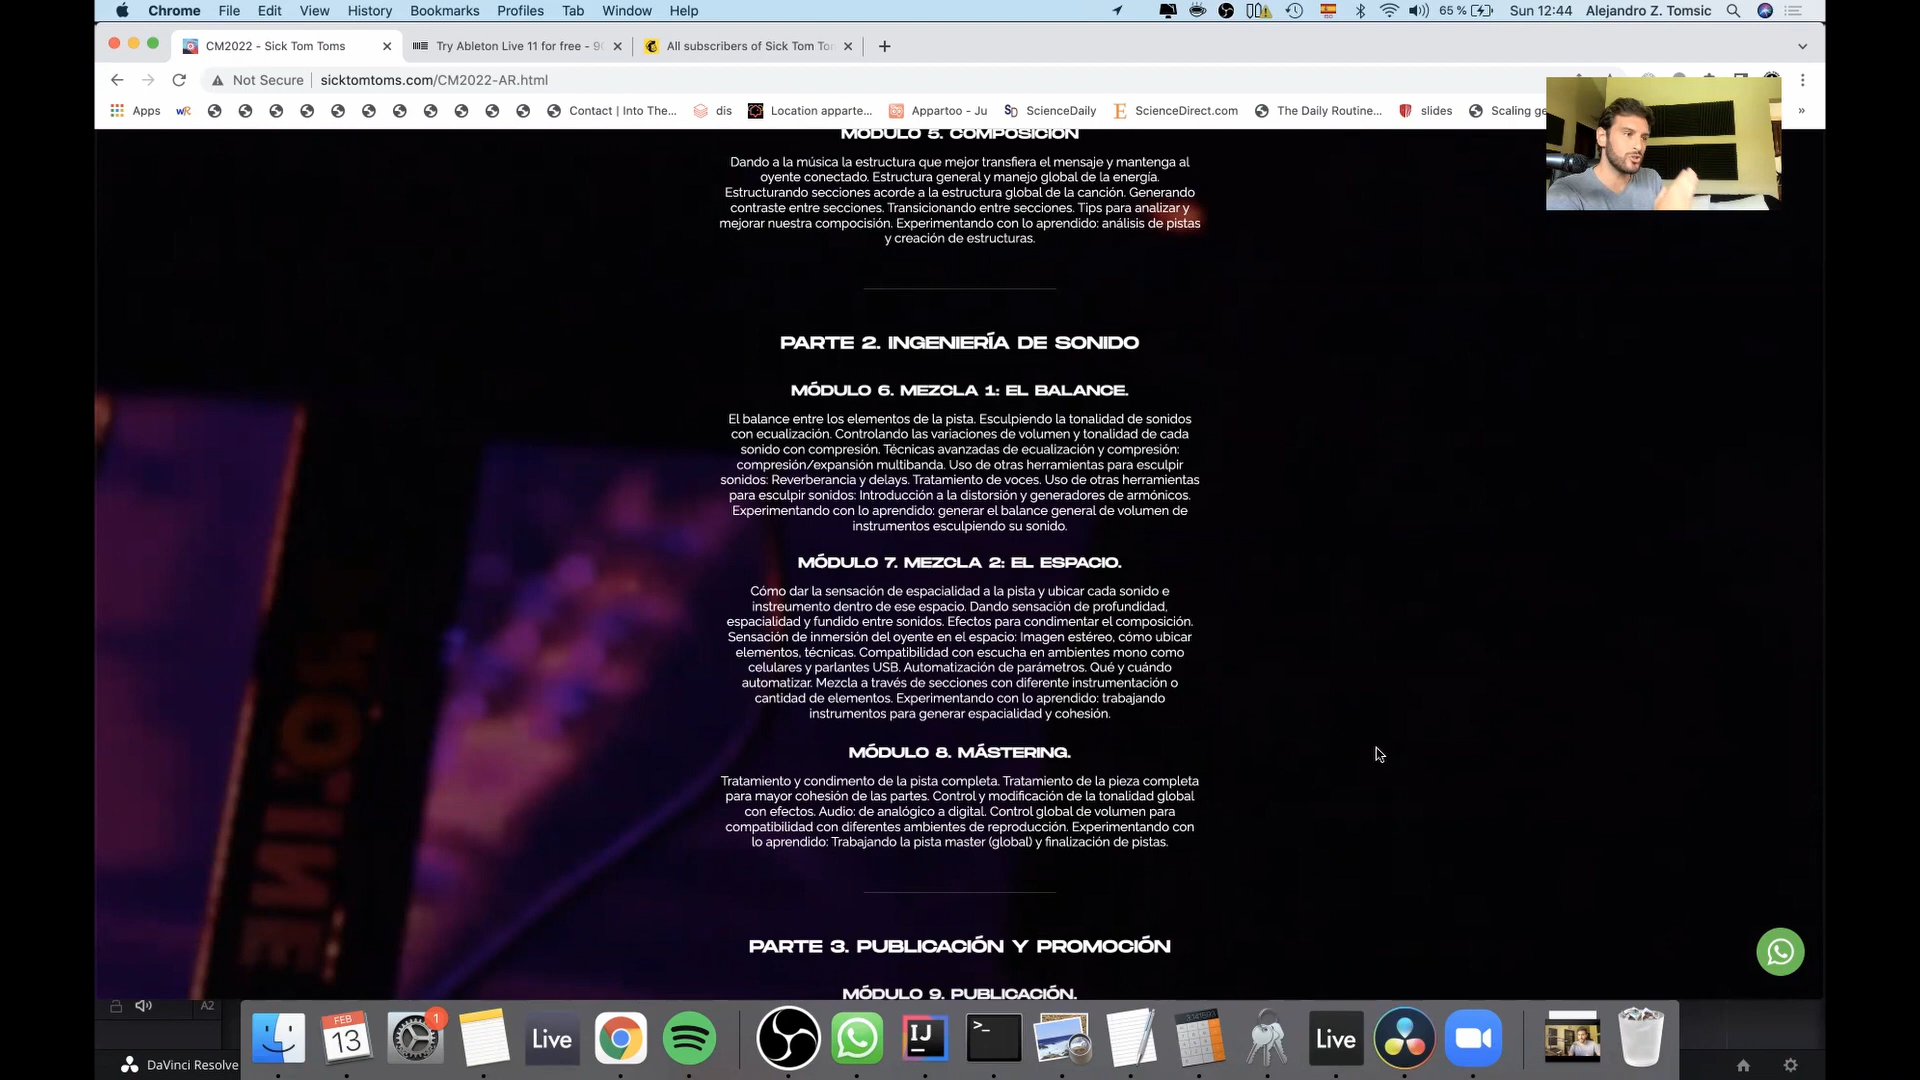 Chrome File Edit View History Bookmarks Profiles Tab Window Help
65 % Sun 12:44 Alejandro Z. Tomsic
CM2022 - Sick Tom Toms
Try Ableton Live 11 for free - 90
All subscribers of Sick Tom To
Not Secure sicktomtoms.com/CM2022-AR.html
Apps wR Contact | Into The... dis Location apparte... Appartoo - Ju SD ScienceDaily E ScienceDirect.com The Daily Routine... slides Scaling ge »
MÓDULO 5. COMPOSICIÓN
Dando a la música la estructura que mejor transfiera el mensaje y mantenga al
oyente conectado. Estructura general y manejo global de la energía.
Estructurando secciones acorde a la estructura global de la canción. Generando
contraste entre secciones. Transicionando entre secciones. Tips para analizar y
mejorar nuestra compocisión. Experimentando con lo aprendido: análisis de pistas
y creación de estructuras.
PARTE 2. INGENIERÍA DE SONIDO
MÓDULO 6. MEZCLA 1: EL BALANCE.
El balance entre los elementos de la pista. Esculpiendo la tonalidad de sonidos
con ecualización. Controlando las variaciones de volumen y tonalidad de cada
sonido con compresión. Técnicas avanzadas de ecualización y compresión:
compresión/expansión multibanda. Uso de otras herramientas para esculpir
sonidos: Reverberancia y delays. Tratamiento de voces. Uso de otras herramientas
para esculpir sonidos: Introducción a la distorsión y generadores de armónicos.
Experimentando con lo aprendido: generar el balance general de volumen de
instrumentos esculpiendo su sonido.
MÓDULO 7. MEZCLA 2: EL ESPACIO.
Cómo dar la sensación de espacialidad a la pista y ubicar cada sonido e
instreumento dentro de ese espacio. Dando sensación de profundidad,
espacialidad y fundido entre sonidos. Efectos para condimentar el composición.
Sensación de inmersión del oyente en el espacio: Imagen estéreo, cómo ubicar
elementos, técnicas. Compatibilidad con escucha en ambientes mono como
celulares y parlantes USB. Automatización de parámetros. Qué y cuándo
automatizar. Mezcla a través de secciones con diferente instrumentación o
cantidad de elementos. Experimentando con lo aprendido: trabajando
instrumentos para generar espacialidad y cohesión.
MÓDULO 8. MÁSTERING.
Tratamiento y condimento de la pista completa. Tratamiento de la pieza completa
para mayor cohesión de las partes. Control y modificación de la tonalidad global
con efectos. Audio: de analógico a digital. Control global de volumen para
compatibilidad con diferentes ambientes de reproducción. Experimentando con
lo aprendido: Trabajando la pista master (global) y finalización de pistas.
PARTE 3. PUBLICACIÓN Y PROMOCIÓN
MÓDULO 9. PUBLICACIÓN.
A2
FEB
13
1
Live
IJ
>_
Live
DaVinci Resolve